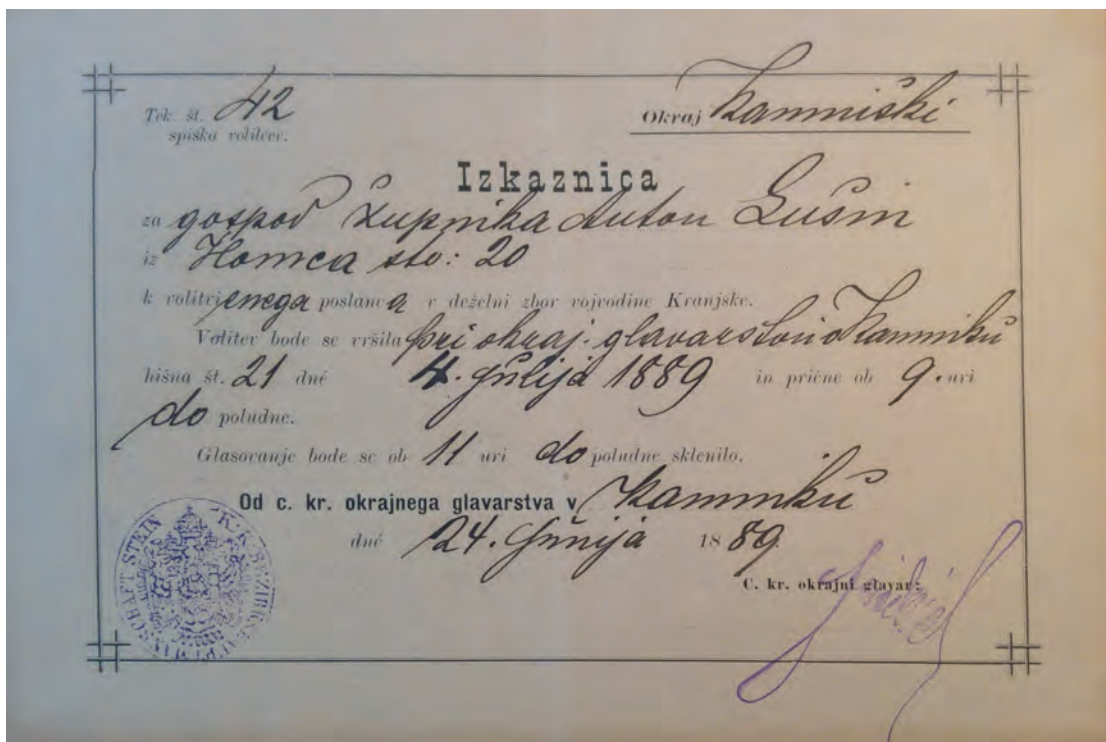 Tek. št. 42
spiska volilcev.
Okraj Kamniški
Izkaznica
za gospod župnika Anton Lušin
iz Homca štv: 20
k volitvi enega poslanca v deželni zbor vojvodine Kranjske.
Volitev bode se vršila pri okraj. glavarstvu v Kamniku
hišna št. 21 dné 4. julija 1889 in prične ob 9. uri
do poludne.
Glasovanje bode se ob 11 uri do poludne sklenilo.
Od c. kr. okrajnega glavarstva v Kamniku
dné 24. junija 1889.
C. kr. okrajni glavar:
K. K. BEZIRKSHAUPTMANNSCHAFT STEIN